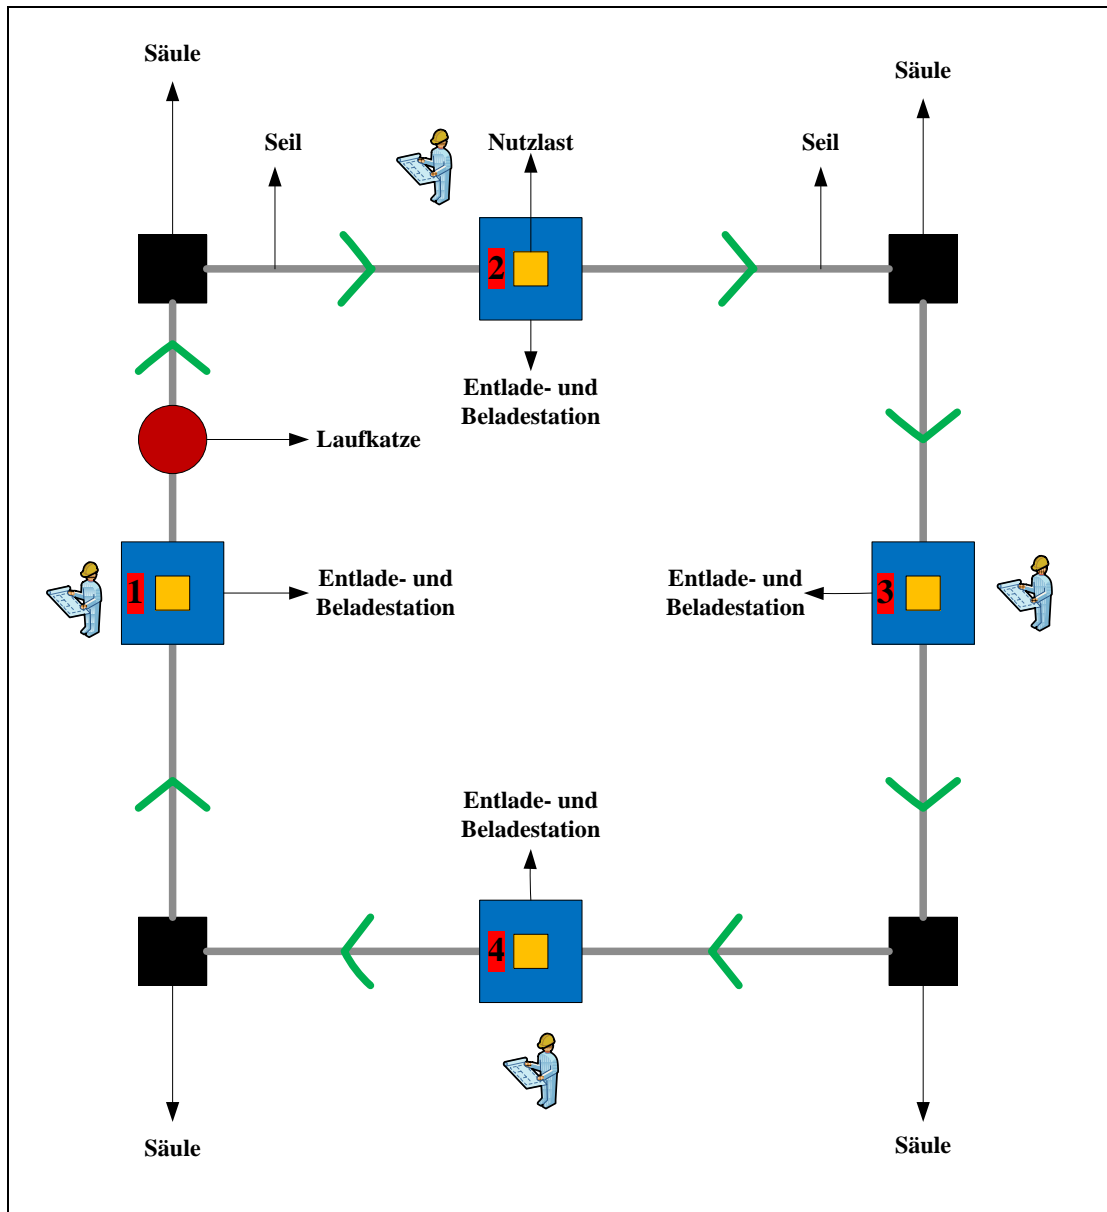 Säule
Säule
Seil
Nutzlast
Seil
2
Entlade- und
Beladestation
Laufkatze
1
Entlade- und
Beladestation
Entlade- und
Beladestation
3
Entlade- und
Beladestation
4
Säule
Säule